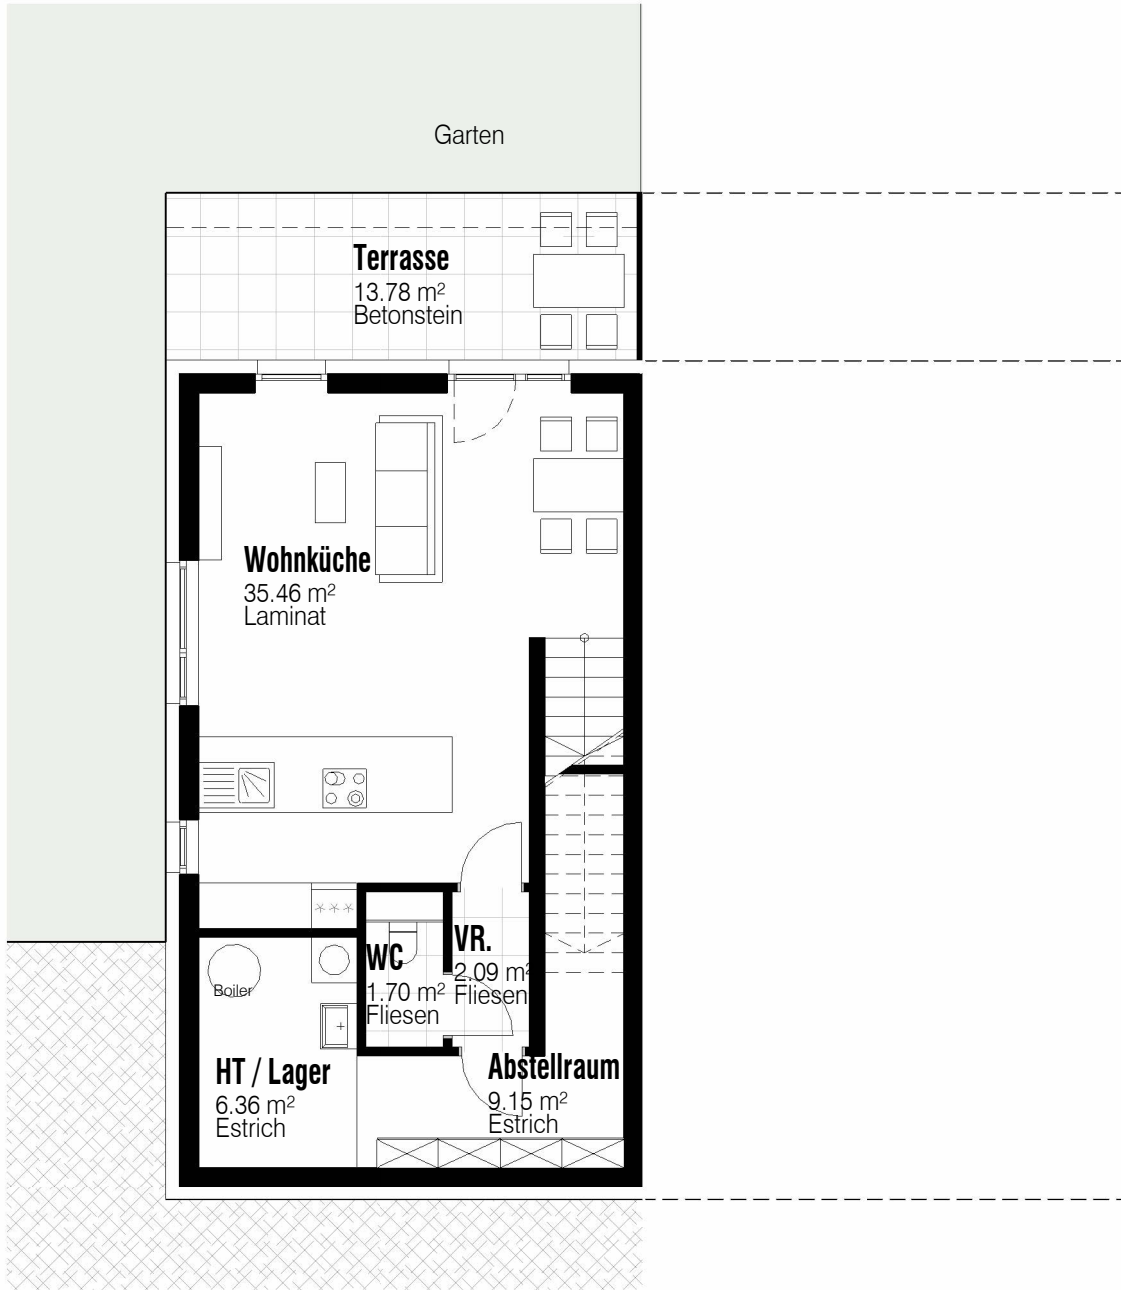 Garten
Terrasse
13.78 m²
Betonstein
Wohnküche
35.46 m²
Laminat
WC
1.70 m²
Fliesen
VR.
2.09 m²
Fliesen
Boiler
HT / Lager
6.36 m²
Estrich
Abstellraum
9.15 m²
Estrich